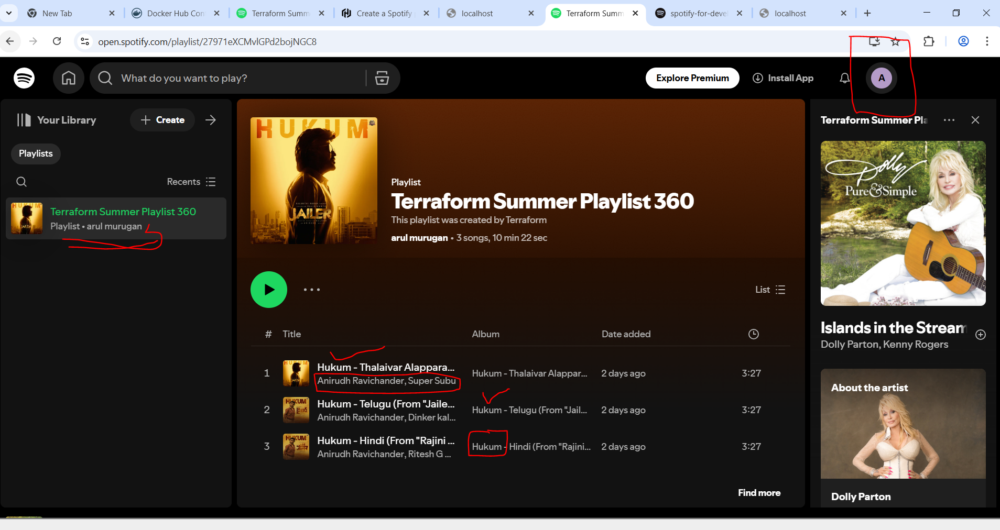 New Tab
Docker Hub Con
Terraform Summ
Create a Spotify
localhost
Terraform Summ
spotify-for-devel
localhost
open.spotify.com/playlist/27971eXCMvlGPd2bojNGC8
What do you want to play?
Explore Premium
Install App
A
Your Library
Create
Playlists
Recents
Terraform Summer Playlist 360
Playlist • arul murugan
HUKUM
JAILER
Playlist
Terraform Summer Playlist 360
This playlist was created by Terraform
arul murugan • 3 songs, 10 min 22 sec
List
# Title Album Date added
1 Hukum - Thalaivar Alappara... Hukum - Thalaivar Alappar... 2 days ago 3:27
Anirudh Ravichander, Super Subu
2 Hukum - Telugu (From "Jaile... Hukum - Telugu (From "Jail... 2 days ago 3:27
Anirudh Ravichander, Dinker kal...
3 Hukum - Hindi (From "Rajini ... Hukum - Hindi (From "Rajini... 2 days ago 3:27
Anirudh Ravichander, Ritesh G ...
Find more
Terraform Summer Pla
Dolly
Pure & Simple
Islands in the Stream
Dolly Parton, Kenny Rogers
About the artist
Dolly Parton